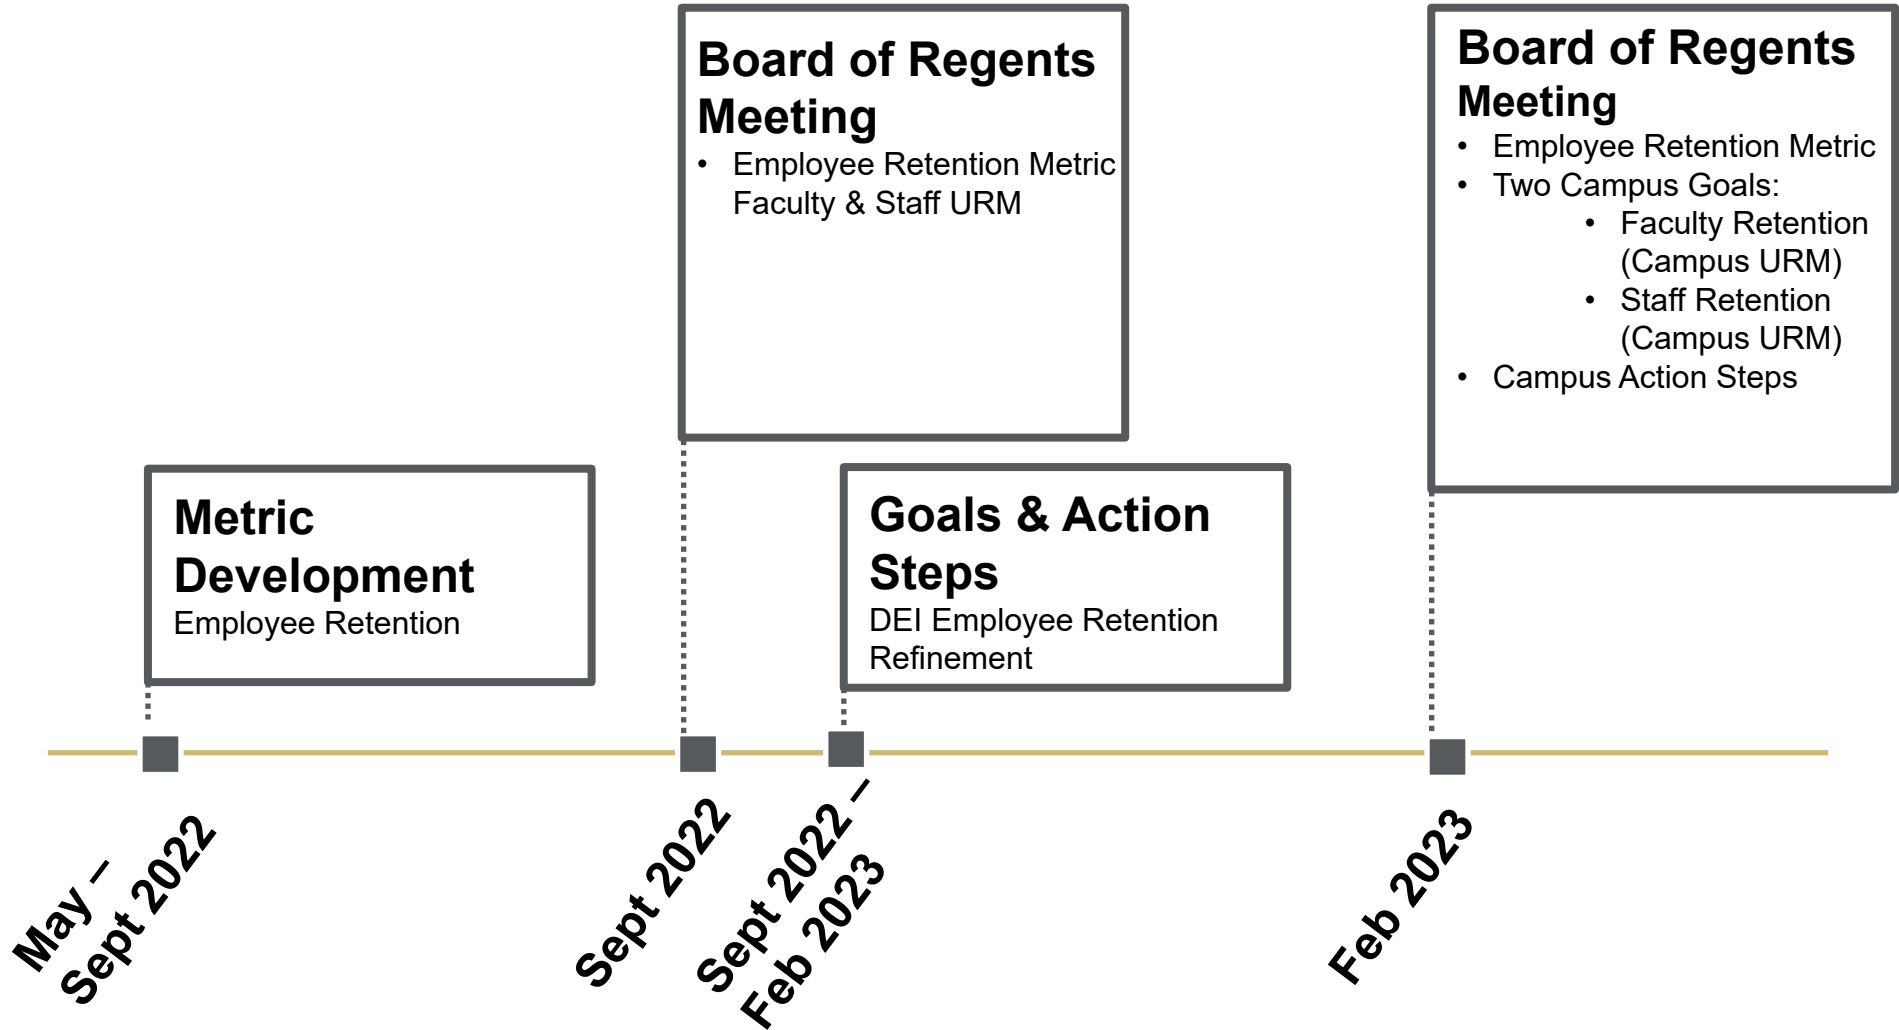 Board of Regents
Meeting
• Employee Retention Metric
Faculty & Staff URM
Board of Regents
Meeting
• Employee Retention Metric
• Two Campus Goals:
• Faculty Retention
(Campus URM)
• Staff Retention
(Campus URM)
• Campus Action Steps
Metric
Development
Employee Retention
Goals & Action
Steps
DEI Employee Retention
Refinement
May –
Sept 2022
Sept 2022
Sept 2022 –
Feb 2023
Feb 2023